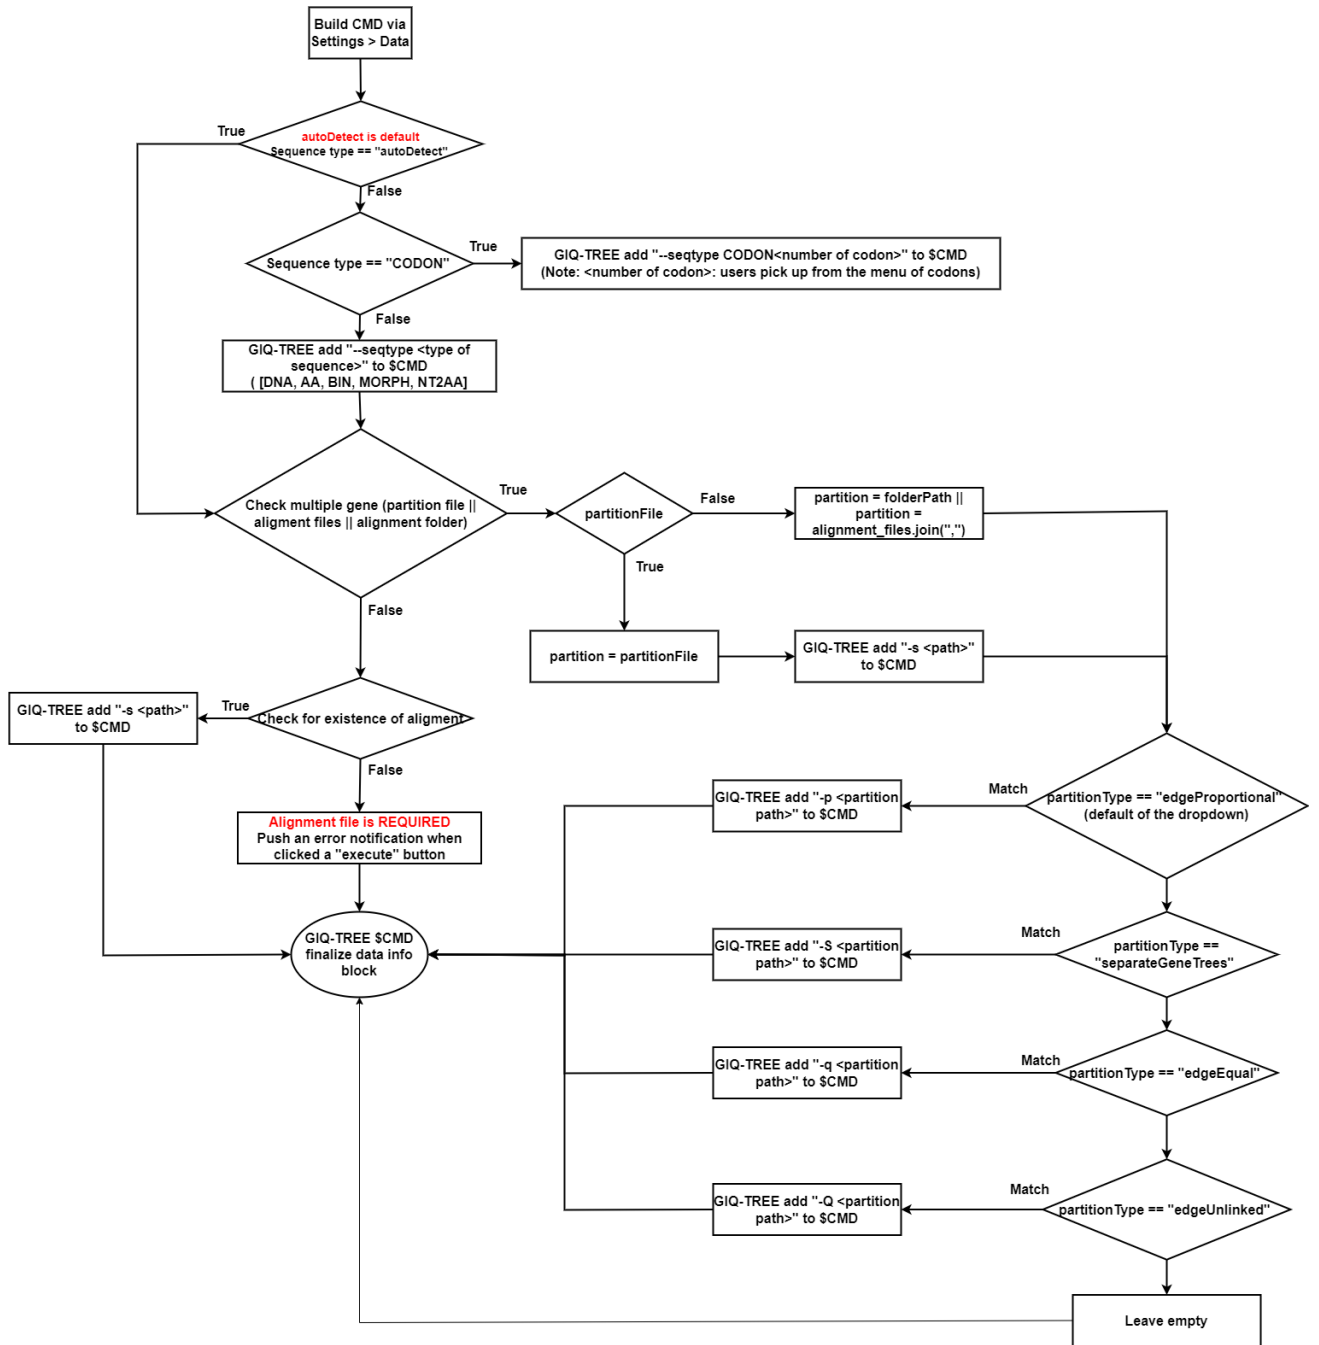 Build CMD via
Settings > Data
True
autoDetect is default
Sequence type == "autoDetect"
False
Sequence type == "CODON"
True
GIQ-TREE add "--seqtype CODON<number of codon>" to $CMD
(Note: <number of codon>: users pick up from the menu of codons)
False
GIQ-TREE add "--seqtype <type of
sequence>" to $CMD
( [DNA, AA, BIN, MORPH, NT2AA]
Check multiple gene (partition file ||
aligment files || alignment folder)
True
partitionFile
False
partition = folderPath ||
partition =
alignment_files.join(",")
True
False
partition = partitionFile
GIQ-TREE add "-s <path>"
to $CMD
GIQ-TREE add "-s <path>"
to $CMD
True
Check for existence of aligment
False
Alignment file is REQUIRED
Push an error notification when
clicked a "execute" button
GIQ-TREE add "-p <partition
path>" to $CMD
Match
partitionType == "edgeProportional"
(default of the dropdown)
GIQ-TREE $CMD
finalize data info
block
GIQ-TREE add "-S <partition
path>" to $CMD
Match
partitionType ==
"separateGeneTrees"
GIQ-TREE add "-q <partition
path>" to $CMD
Match
partitionType == "edgeEqual"
GIQ-TREE add "-Q <partition
path>" to $CMD
Match
partitionType == "edgeUnlinked"
Leave empty